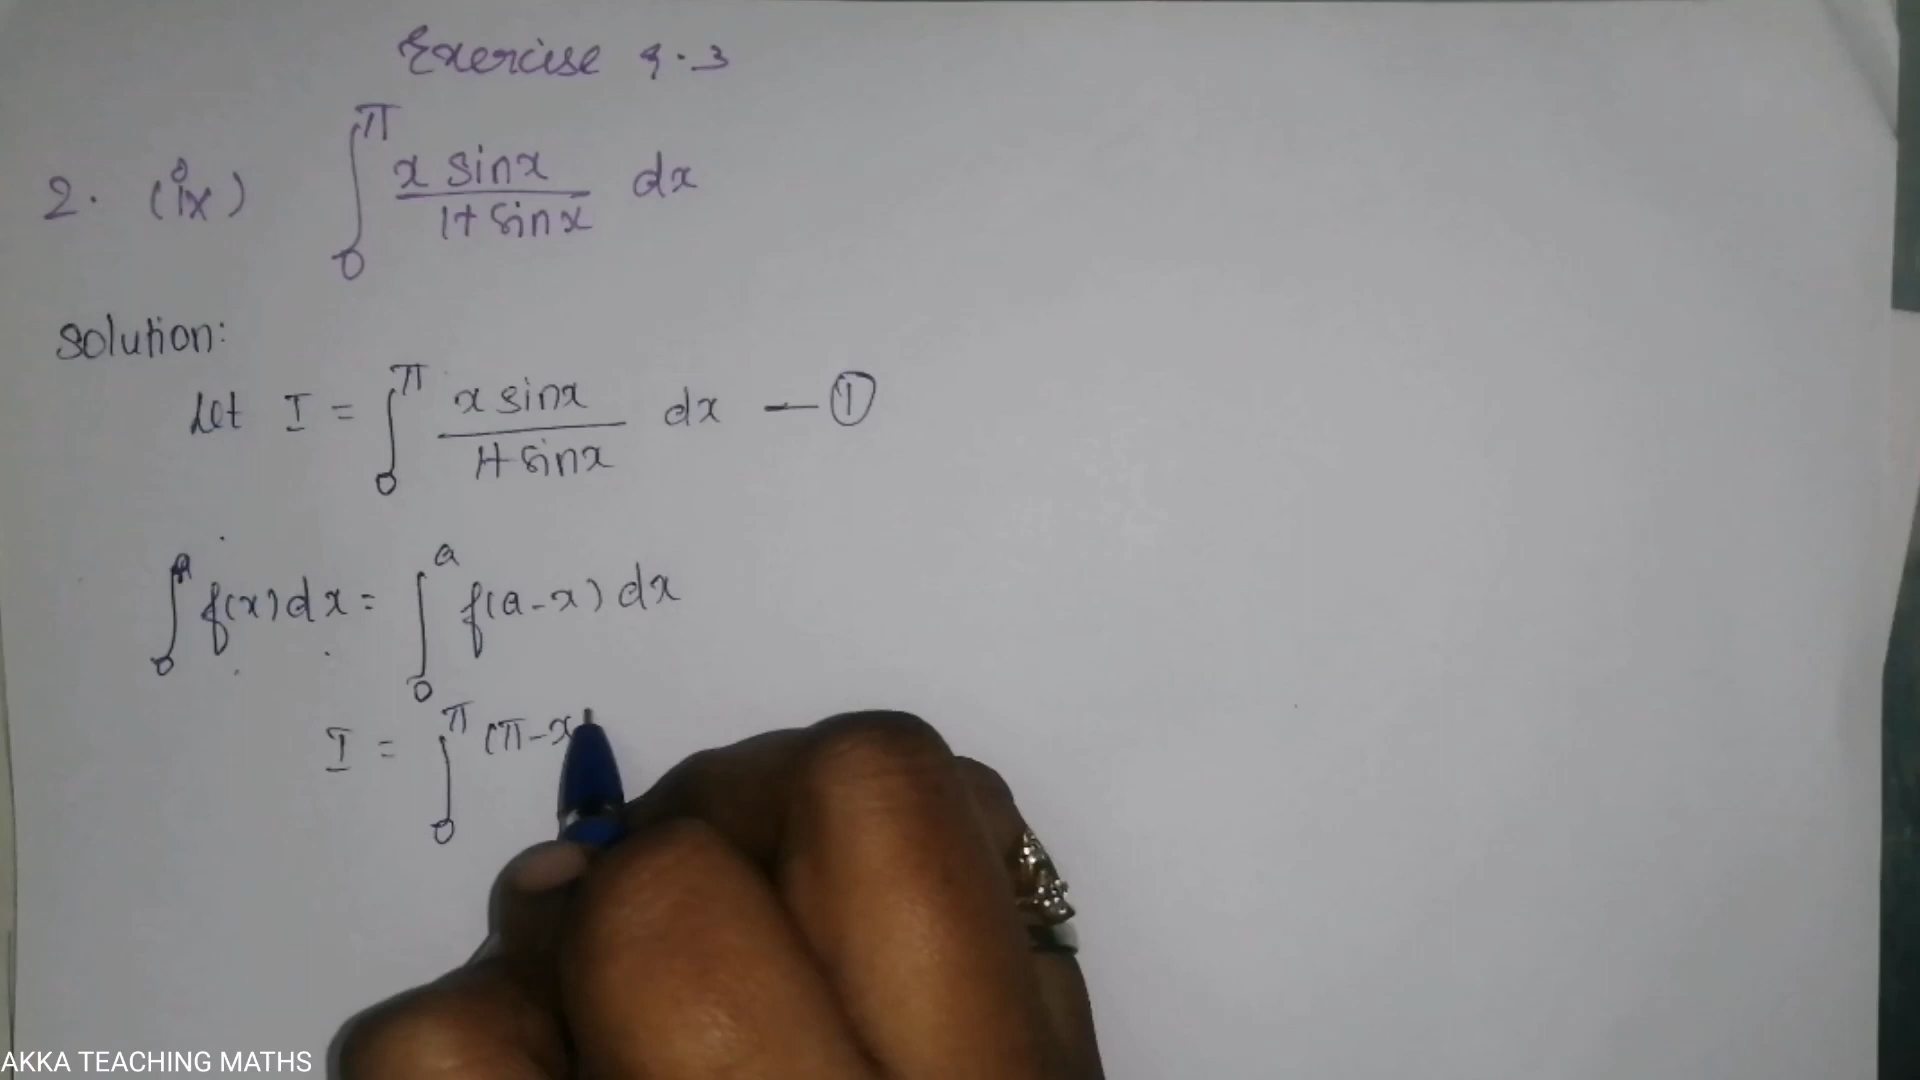 Exercise 9.3
2. (ix) ∫₀^π x sinx / 1+sinx dx
Solution:
Let I = ∫₀^π x sinx / 1+sinx dx — ①
∫₀^a f(x)dx = ∫₀^a f(a-x) dx
I = ∫₀^π (π-x
AKKA TEACHING MATHS